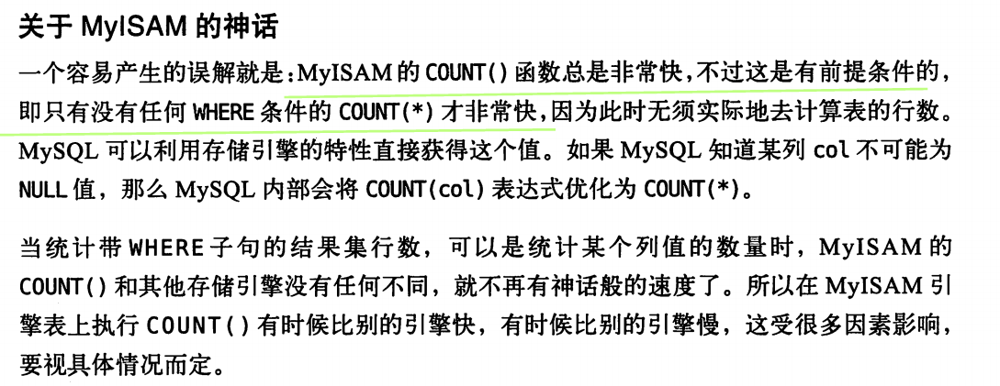 关于 MyISAM 的神话
一个容易产生的误解就是：MyISAM 的 COUNT() 函数总是非常快，不过这是有前提条件的，
即只有没有任何 WHERE 条件的 COUNT(*) 才非常快，因为此时无须实际地去计算表的行数。
MySQL 可以利用存储引擎的特性直接获得这个值。如果 MySQL 知道某列 col 不可能为
NULL 值，那么 MySQL 内部会将 COUNT(col) 表达式优化为 COUNT(*)。
当统计带 WHERE 子句的结果集行数，可以是统计某个列值的数量时，MyISAM 的
COUNT() 和其他存储引擎没有任何不同，就不再有神话般的速度了。所以在 MyISAM 引
擎表上执行 COUNT() 有时候比别的引擎快，有时候比别的引擎慢，这受很多因素影响，
要视具体情况而定。